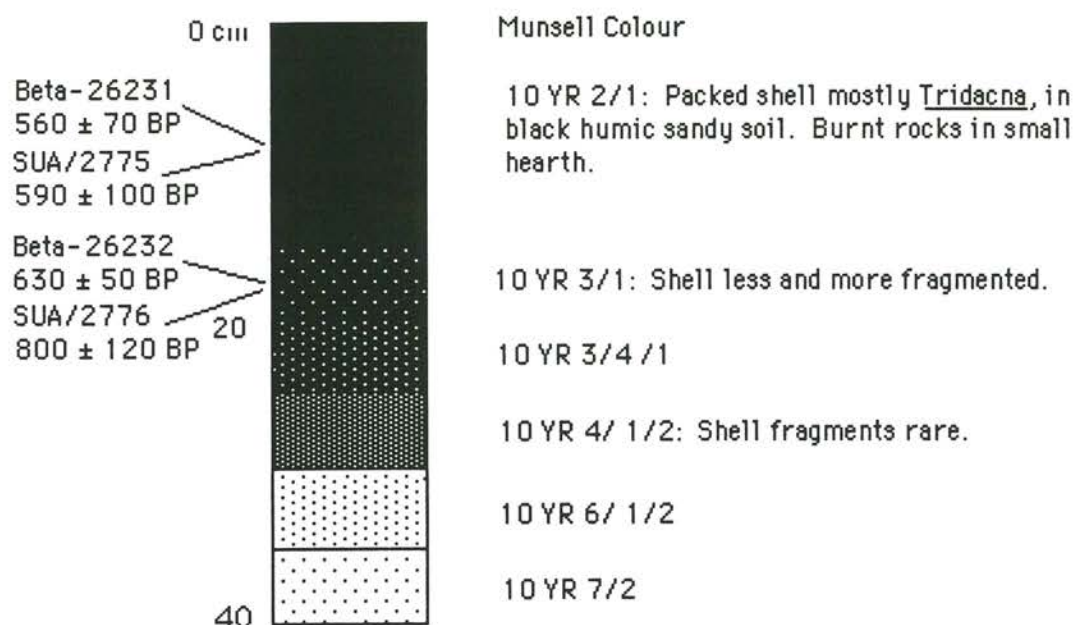 0 cm
Munsell Colour
Beta-26231
560 ± 70 BP
SUA/2775
590 ± 100 BP
10 YR 2/1: Packed shell mostly Tridacna, in
black humic sandy soil. Burnt rocks in small
hearth.
Beta-26232
630 ± 50 BP
SUA/2776
800 ± 120 BP
20
10 YR 3/1: Shell less and more fragmented.
10 YR 3/4 /1
10 YR 4/ 1/2: Shell fragments rare.
10 YR 6/ 1/2
10 YR 7/2
40